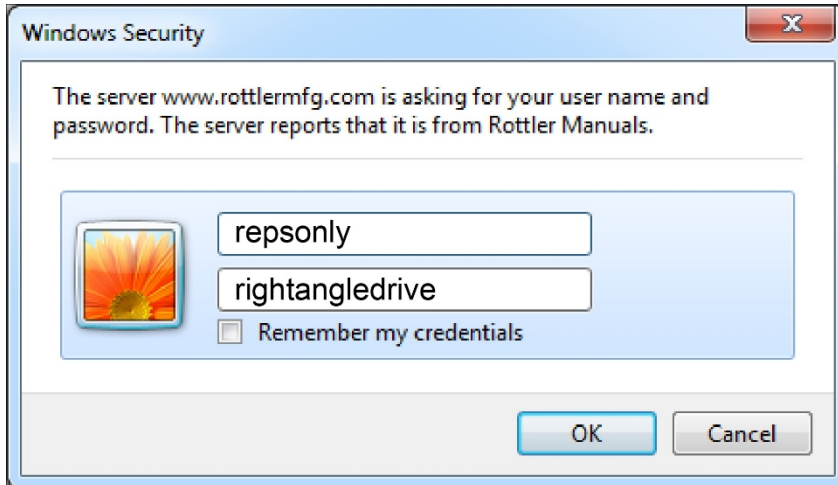 Windows Security
The server www.rottlermfg.com is asking for your user name and
password. The server reports that it is from Rottler Manuals.
repsonly
rightangledrive
Remember my credentials
OK Cancel